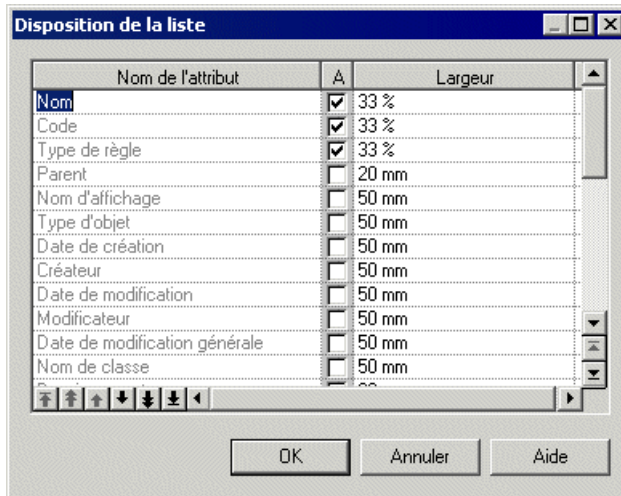 Disposition de la liste
Nom de l'attribut A Largeur
Nom 33 %
Code 33 %
Type de règle 33 %
Parent 20 mm
Nom d'affichage 50 mm
Type d'objet 50 mm
Date de création 50 mm
Créateur 50 mm
Date de modification 50 mm
Modificateur 50 mm
Date de modification générale 50 mm
Nom de classe 50 mm
OK Annuler Aide